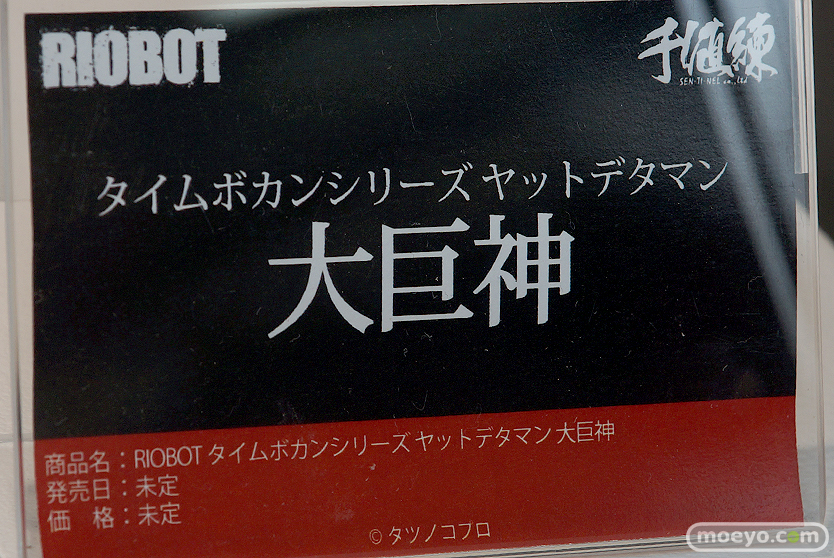 RIOBOT
千値練
SEN-TI-NEL co.,Ltd
タイムボカンシリーズ ヤットデタマン
大巨神
商品名：RIOBOT タイムボカンシリーズ ヤットデタマン 大巨神
発売日：未定
価　格：未定
© タツノコプロ
moeyo.com